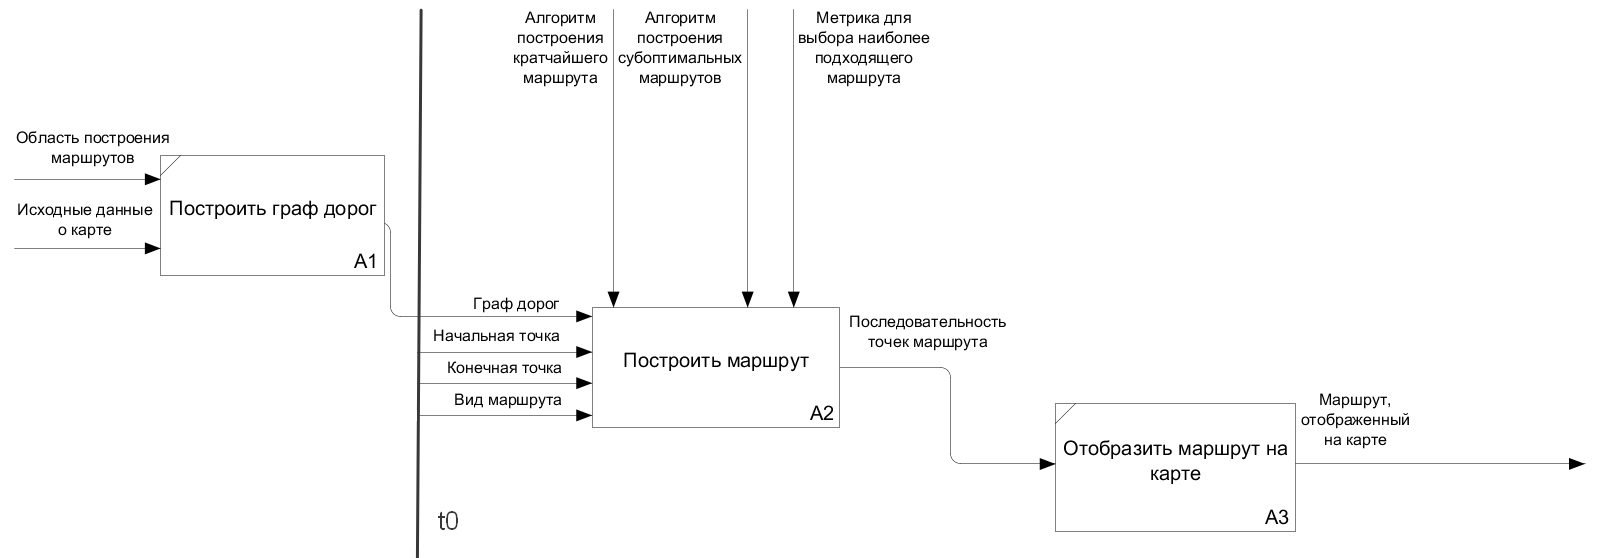 Алгоритм
построения
кратчайшего
маршрута
Алгоритм
построения
субоптимальных
маршрутов
Метрика для
выбора наиболее
подходящего
маршрута
Область построения
маршрутов
Исходные данные
о карте
Построить граф дорог
A1
Граф дорог
Начальная точка
Конечная точка
Вид маршрута
Построить маршрут
A2
Последовательность
точек маршрута
Отобразить маршрут на
карте
A3
Маршрут,
отображенный
на карте
t0